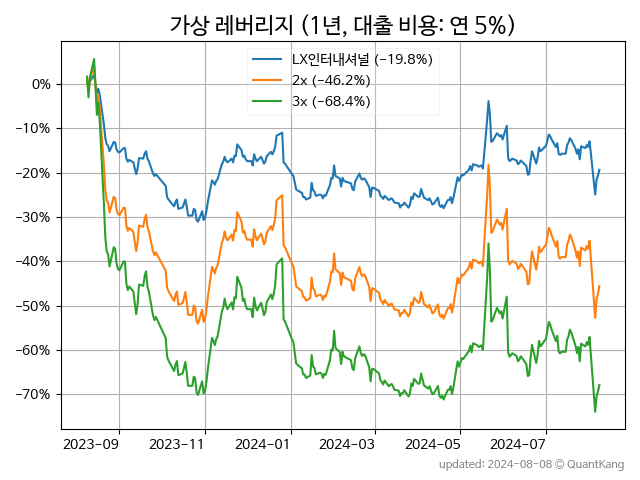 가상 레버리지 (1년, 대출 비용: 연 5%)
LX인터내셔널 (−19.8%)
2x (−46.2%)
3x (−68.4%)
0%
−10%
−20%
−30%
−40%
−50%
−60%
−70%
2023-09 2023-11 2024-01 2024-03 2024-05 2024-07
updated: 2024-08-08 © QuantKang